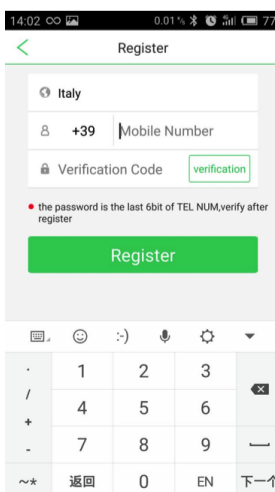 14:02 0.01 % 77
Register
Italy
+39 Mobile Number
Verification Code verification
the password is the last 6bit of TEL NUM,verify after
register
Register
:-)
. 1 2 3
/
4 5 6
+
- 7 8 9
~* 返回 0 EN 下一个